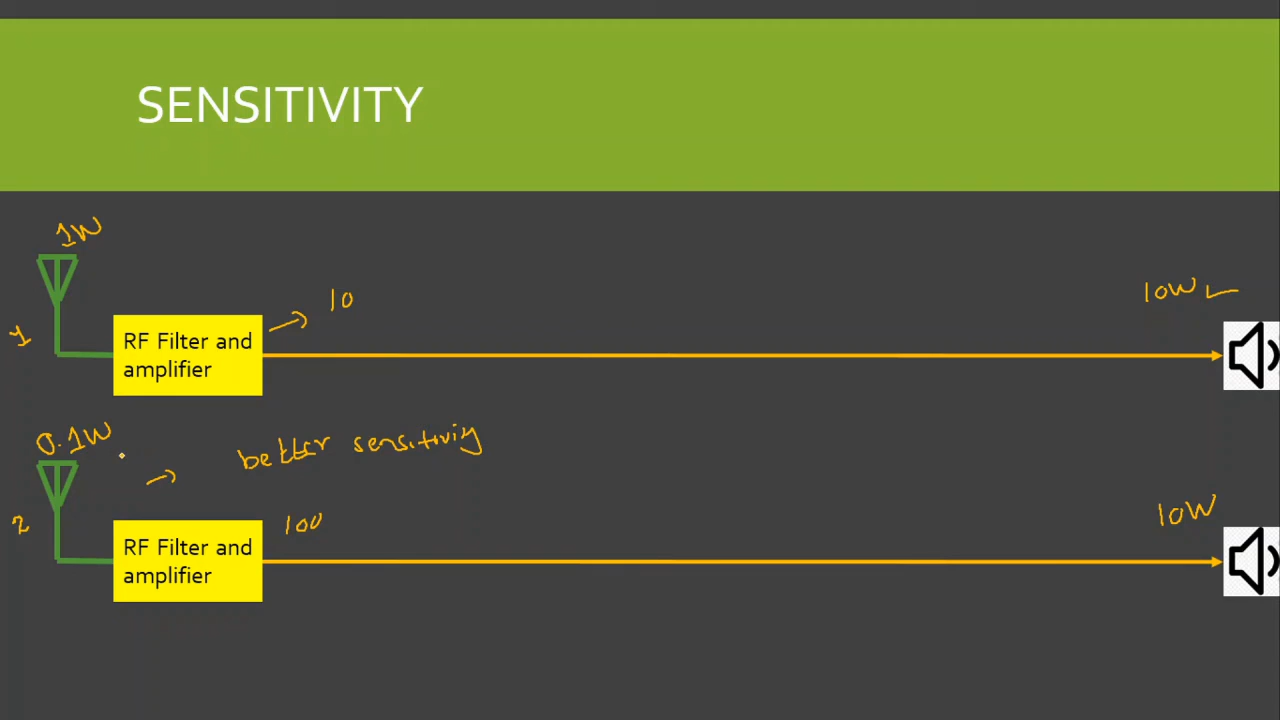 SENSITIVITY
1W
10
10W
1
RF Filter and
amplifier
0.1W
better sensitiviy
2
100
10W
RF Filter and
amplifier